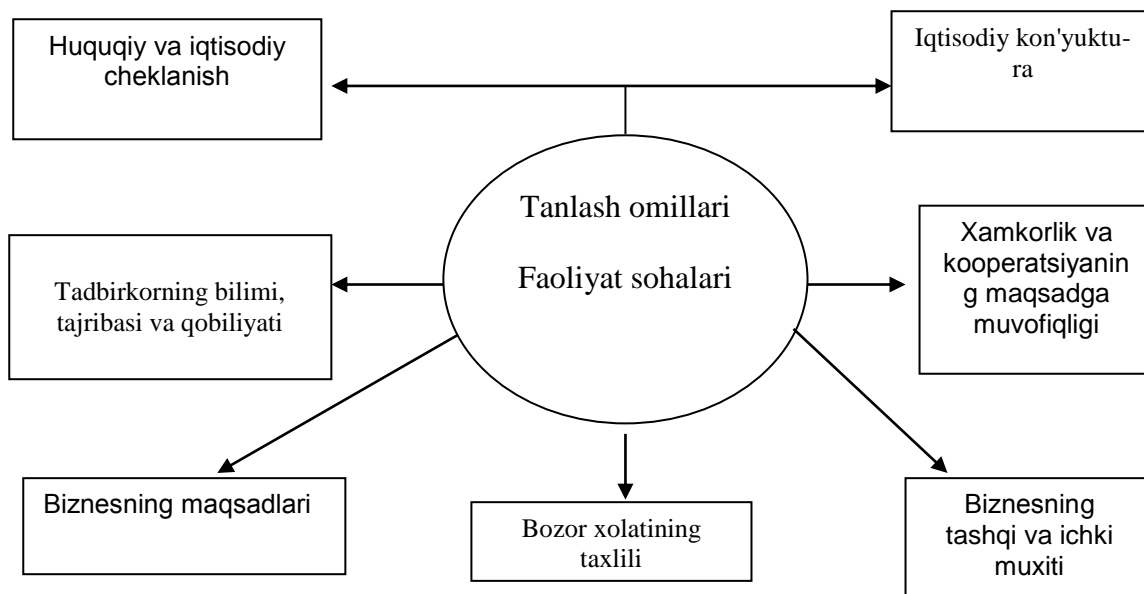 Huquqiy va iqtisodiy
cheklanish
Iqtisodiy kon'yuktu-
ra
Tanlash omillari
Faoliyat sohalari
Tadbirkorning bilimi,
tajribasi va qobiliyati
Xamkorlik va
kooperatsiyanin
g maqsadga
muvofiqligi
Biznesning maqsadlari
Bozor xolatining
taxlili
Biznesning
tashqi va ichki
muxiti